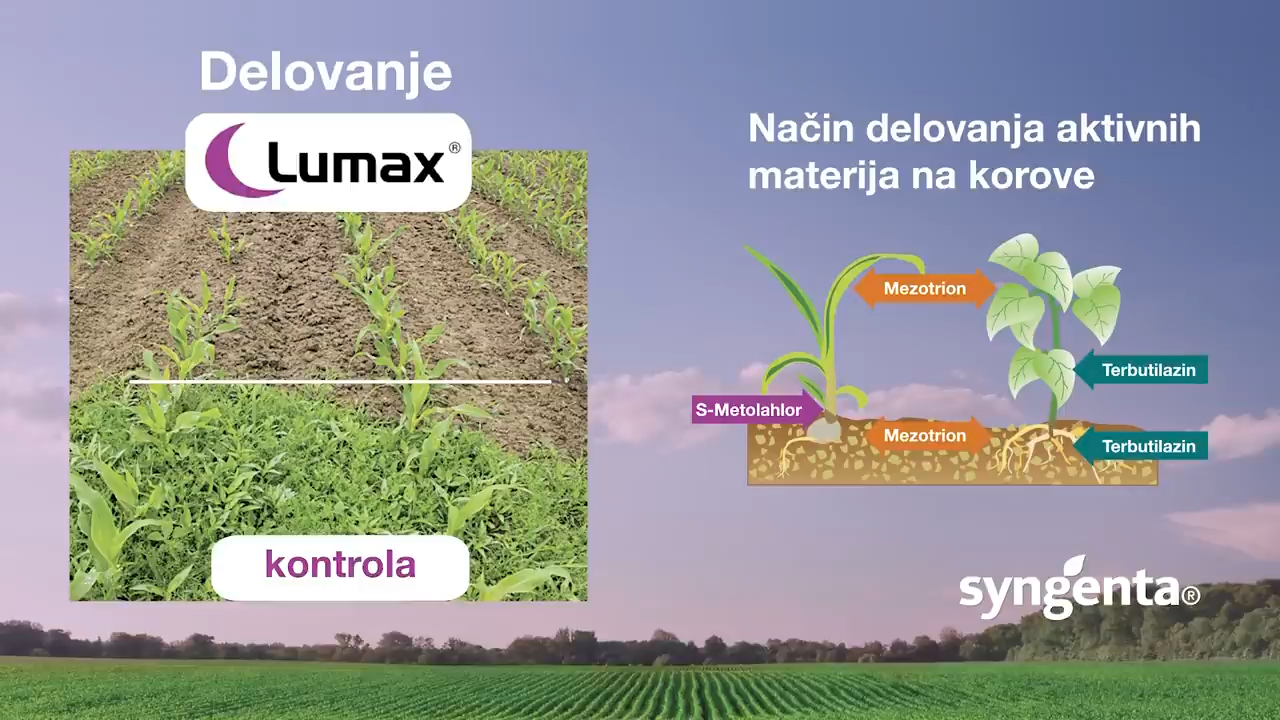 Delovanje
Lumax®
kontrola
Način delovanja aktivnih
materija na korove
Mezotrion
Terbutilazin
S-Metolahlor
Mezotrion
Terbutilazin
syngenta®